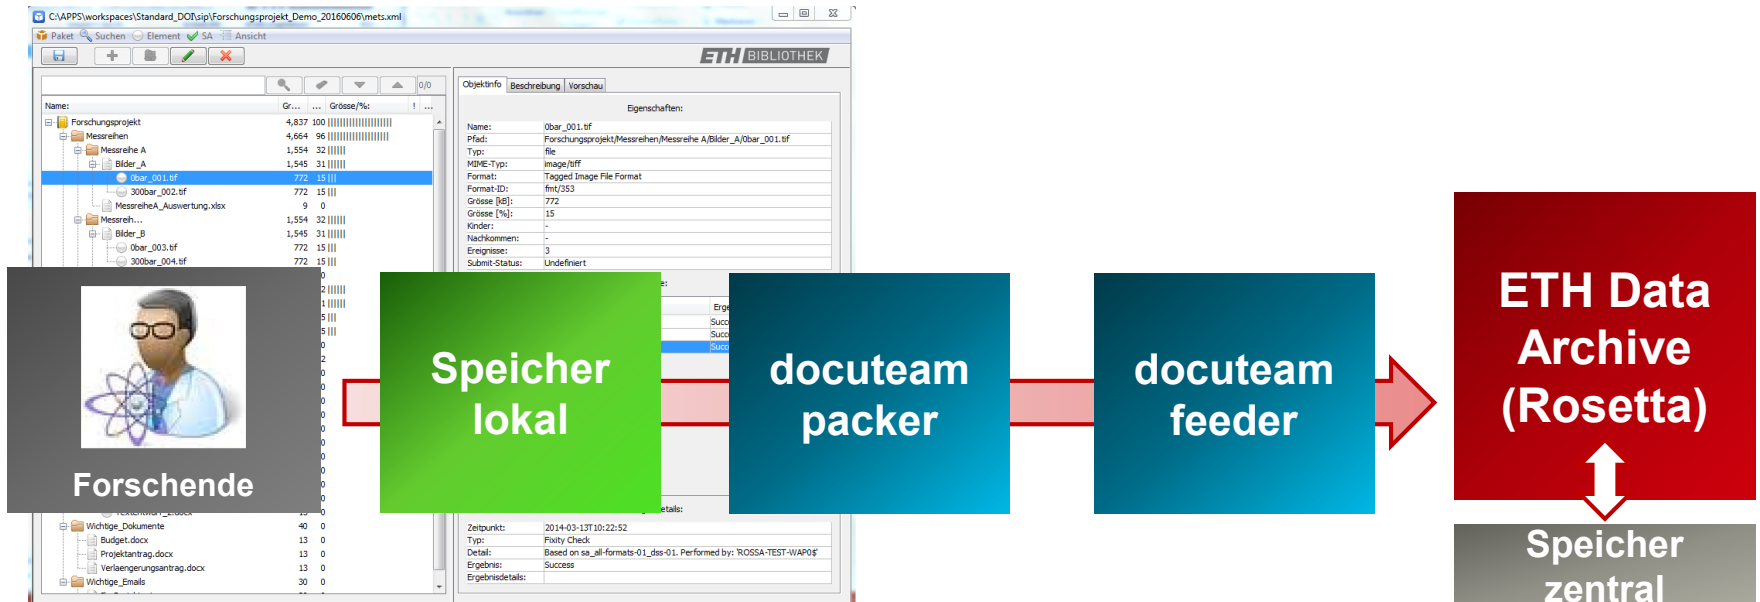 C:\APPS\workspaces\Standard_DOI\sip\Forschungsprojekt_Demo_20160606\mets.xml
Paket Suchen Element SA Ansicht
ETH BIBLIOTHEK
0/0
Name: Gr... ... Grösse/%: ! ...
Forschungsprojekt 4,837 100 ||||||||||||||||||||
Messreihen 4,664 96 |||||||||||||||||||
Messreihe A 1,554 32 ||||||
Bilder_A 1,545 31 ||||||
0bar_001.tif 772 15 |||
300bar_002.tif 772 15 |||
MessreiheA_Auswertung.xlsx 9 0
Messreih... 1,554 32 ||||||
Bilder_B 1,545 31 ||||||
0bar_003.tif 772 15 |||
300bar_004.tif 772 15 |||
Wichtige_Dokumente 40 0
Budget.docx 13 0
Projektantrag.docx 13 0
Verlaengerungsantrag.docx 13 0
Wichtige_Emails 30 0
Objektinfo Beschreibung Vorschau
Eigenschaften:
Name: 0bar_001.tif
Pfad: Forschungsprojekt/Messreihen/Messreihe A/Bilder_A/0bar_001.tif
Typ: file
MIME-Typ: image/tiff
Format: Tagged Image File Format
Format-ID: fmt/353
Grösse [kB]: 772
Grösse [%]: 15
Kinder: -
Nachkommen: -
Ereignisse: 3
Submit-Status: Undefiniert
Zeitpunkt: 2014-03-13T10:22:52
Typ: Fixity Check
Detail: Based on sa_all-formats-01_dss-01. Performed by: 'ROSSA-TEST-WAP0$'
Ergebnis: Success
Ergebnisdetails:
Forschende
Speicher
lokal
docuteam
packer
docuteam
feeder
ETH Data
Archive
(Rosetta)
Speicher
zentral